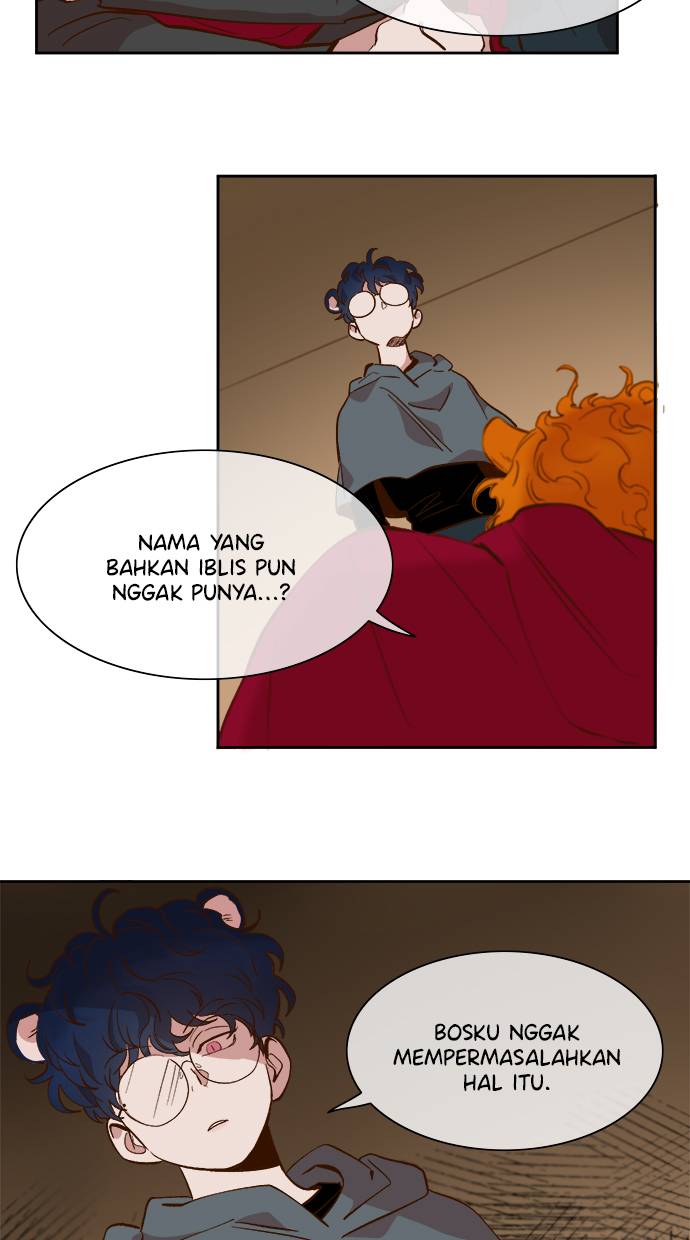 NAMA YANG
BAHKAN IBLIS PUN
NGGAK PUNYA...?
BOSKU NGGAK
MEMPERMASALAHKAN
HAL ITU.